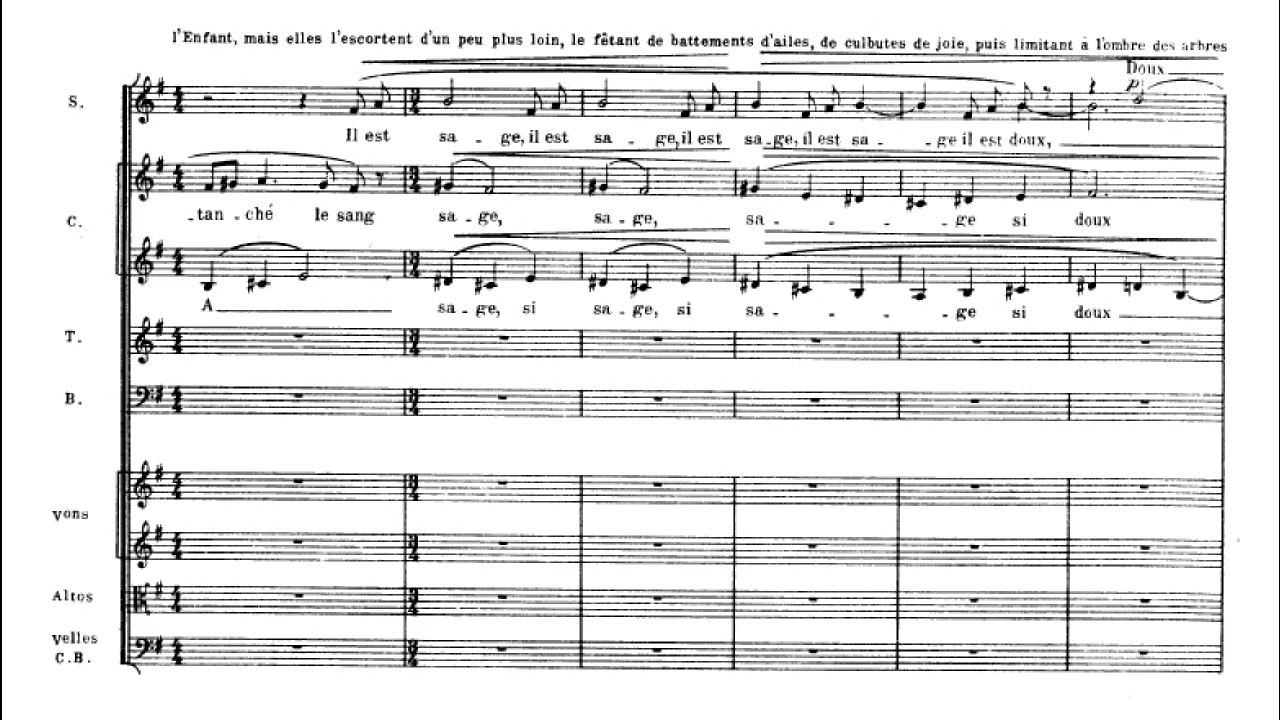 l'Enfant, mais elles l'escortent d'un peu plus loin, le fêtant de battements d'ailes, de culbutes de joie, puis limitant à l'ombre des arbres
Doux
p
S.
Il est sa - ge, il est sa - ge, il est sa - ge, il est sa - - ge il est doux,
C.
- tan - ché le sang sa - ge, sa - ge, sa - - - ge si doux
A sa - ge, si sa - ge, si sa - - - ge si doux
T.
B.
Vons
Altos
Velles
C.B.